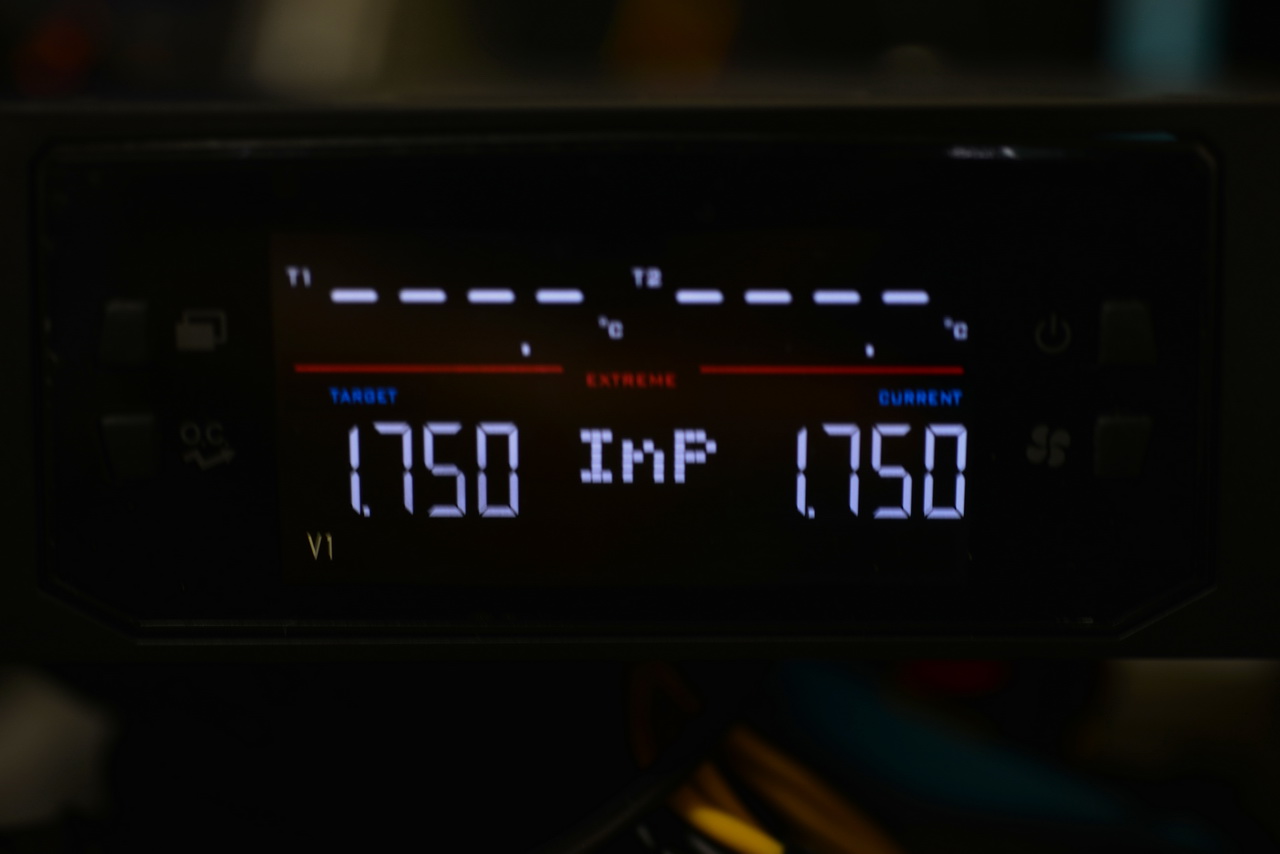 T1 ---- °C T2 ---- °C
EXTREME
TARGET CURRENT
1.750 InP 1.750
V1
O.C.